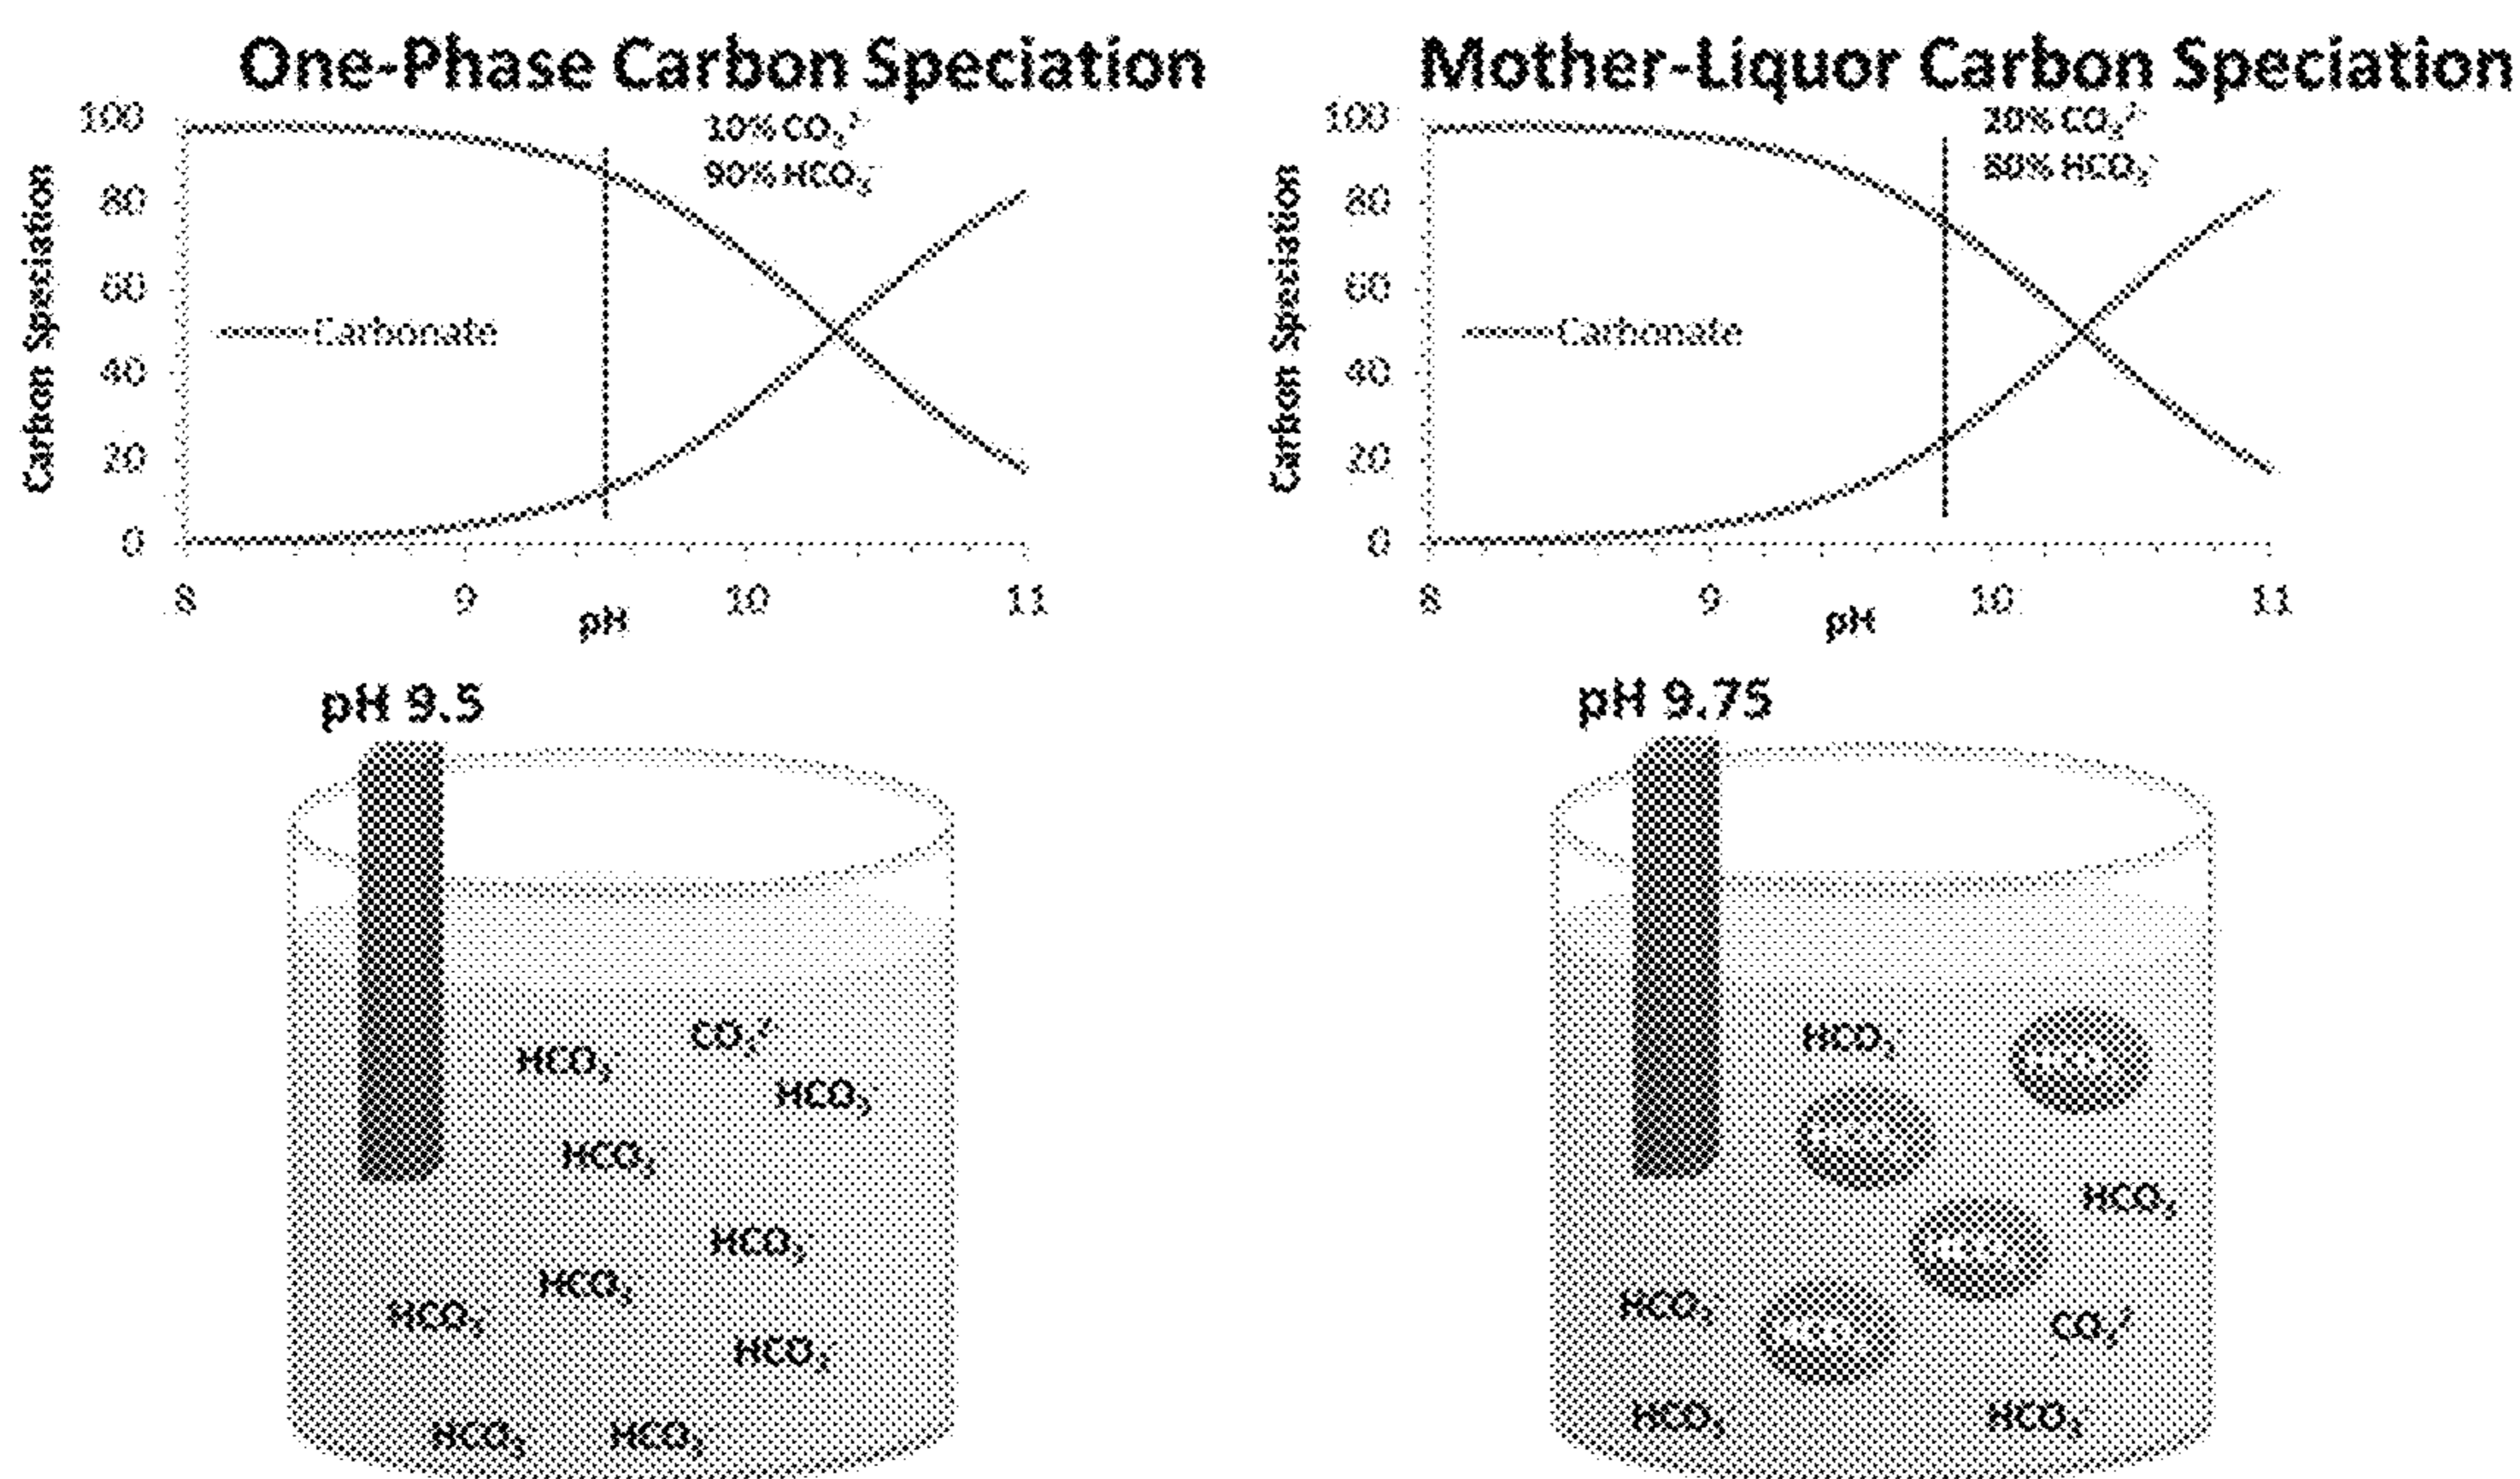 One-Phase Carbon Speciation
100
80
60
40
20
0
Carbon Speciation
10% CO₃²⁻
90% HCO₃⁻
Carbonate
8
9
10
11
pH
Mother-Liquor Carbon Speciation
100
80
60
40
20
0
Carbon Speciation
20% CO₃²⁻
80% HCO₃⁻
Carbonate
8
9
10
11
pH
pH 9.5
CO₃²⁻
HCO₃⁻
HCO₃⁻
HCO₃⁻
HCO₃⁻
HCO₃⁻
HCO₃⁻
HCO₃⁻
HCO₃⁻
HCO₃⁻
pH 9.75
HCO₃⁻
HCO₃⁻
HCO₃⁻
CO₃²⁻
HCO₃⁻
HCO₃⁻